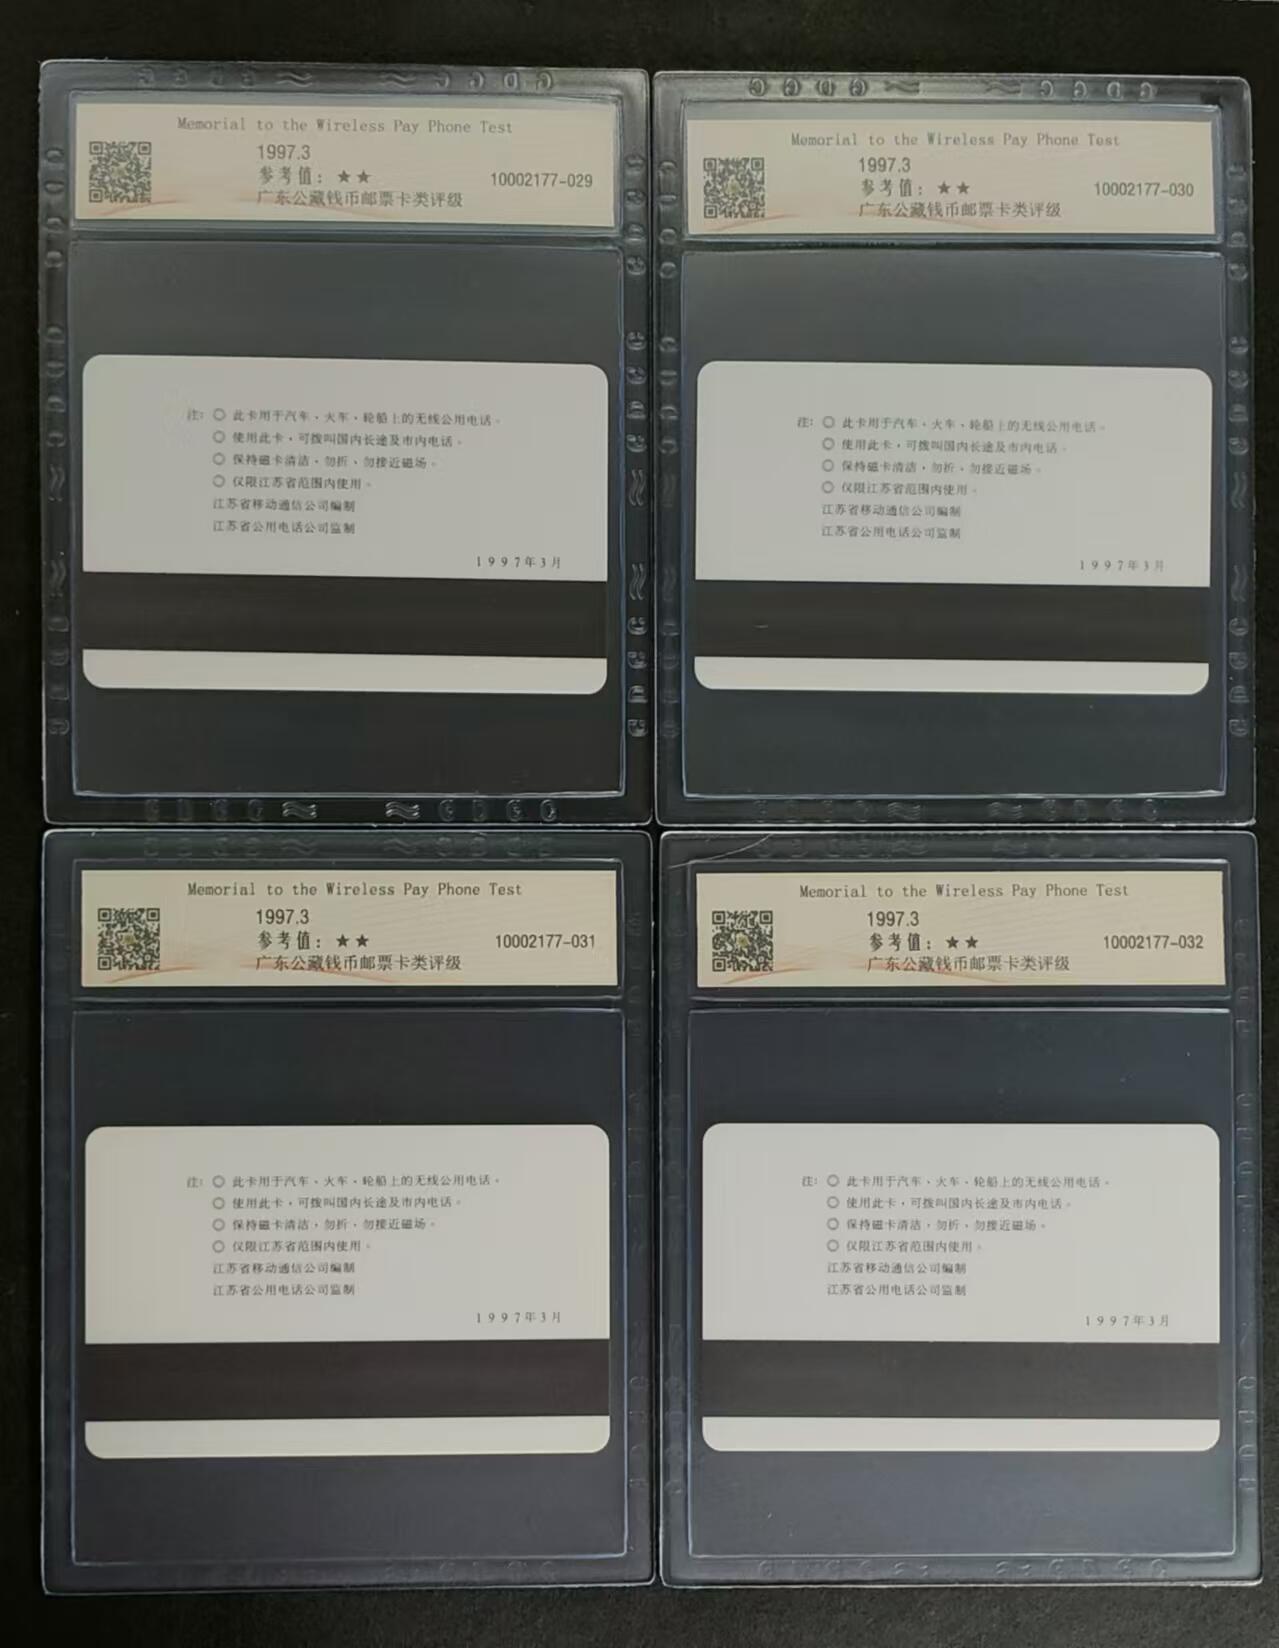 Memorial to the Wireless Pay Phone Test
1997.3
参考值：★★
10002177-029
广东公藏钱币邮票卡类评级
注: ○ 此卡用于汽车、火车、轮船上的无线公用电话。
○ 使用此卡，可拨叫国内长途及市内电话。
○ 保持磁卡清洁，勿折、勿接近磁场。
○ 仅限江苏省范围内使用。
江苏省移动通信公司编制
江苏省公用电话公司监制
1997年3月
Memorial to the Wireless Pay Phone Test
1997.3
参考值：★★
10002177-030
广东公藏钱币邮票卡类评级
注: ○ 此卡用于汽车、火车、轮船上的无线公用电话。
○ 使用此卡，可拨叫国内长途及市内电话。
○ 保持磁卡清洁，勿折、勿接近磁场。
○ 仅限江苏省范围内使用。
江苏省移动通信公司编制
江苏省公用电话公司监制
1997年3月
Memorial to the Wireless Pay Phone Test
1997.3
参考值：★★
10002177-031
广东公藏钱币邮票卡类评级
注: ○ 此卡用于汽车、火车、轮船上的无线公用电话。
○ 使用此卡，可拨叫国内长途及市内电话。
○ 保持磁卡清洁，勿折、勿接近磁场。
○ 仅限江苏省范围内使用。
江苏省移动通信公司编制
江苏省公用电话公司监制
1997年3月
Memorial to the Wireless Pay Phone Test
1997.3
参考值：★★
10002177-032
广东公藏钱币邮票卡类评级
注: ○ 此卡用于汽车、火车、轮船上的无线公用电话。
○ 使用此卡，可拨叫国内长途及市内电话。
○ 保持磁卡清洁，勿折、勿接近磁场。
○ 仅限江苏省范围内使用。
江苏省移动通信公司编制
江苏省公用电话公司监制
1997年3月